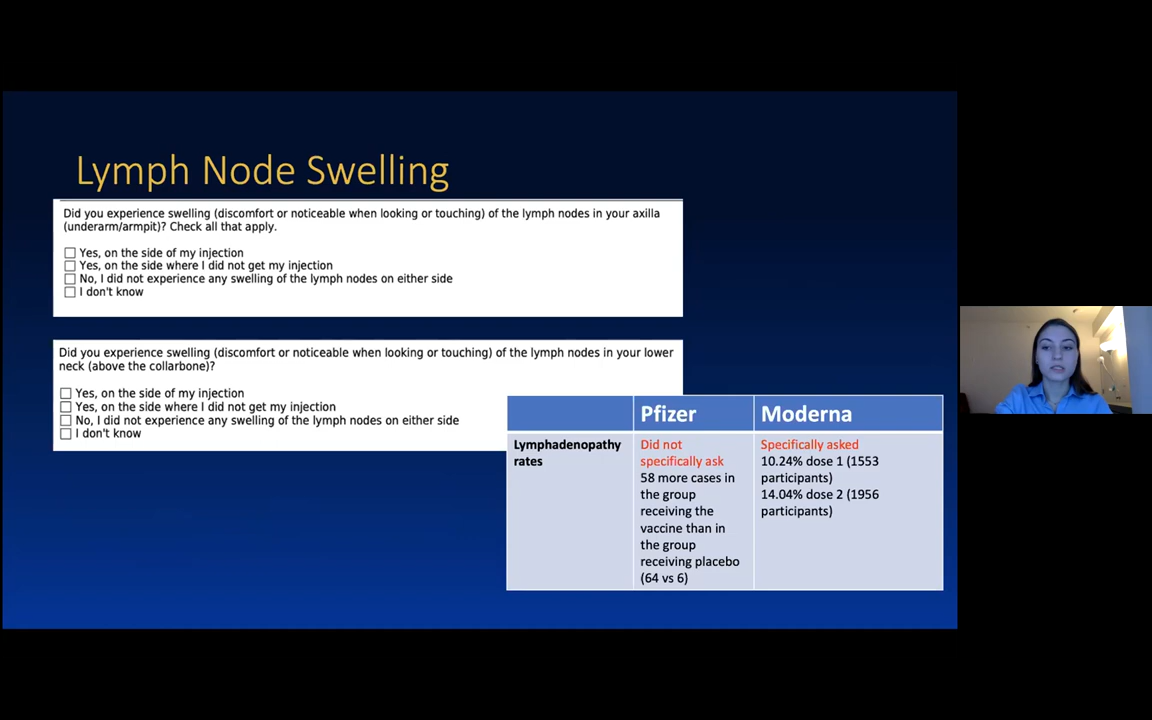 Lymph Node Swelling
Did you experience swelling (discomfort or noticeable when looking or touching) of the lymph nodes in your axilla
(underarm/armpit)? Check all that apply.
Yes, on the side of my injection
Yes, on the side where I did not get my injection
No, I did not experience any swelling of the lymph nodes on either side
I don't know
Did you experience swelling (discomfort or noticeable when looking or touching) of the lymph nodes in your lower
neck (above the collarbone)?
Yes, on the side of my injection
Yes, on the side where I did not get my injection
No, I did not experience any swelling of the lymph nodes on either side
I don't know
Pfizer
Moderna
Lymphadenopathy
rates
Did not
specifically ask
58 more cases in
the group
receiving the
vaccine than in
the group
receiving placebo
(64 vs 6)
Specifically asked
10.24% dose 1 (1553
participants)
14.04% dose 2 (1956
participants)